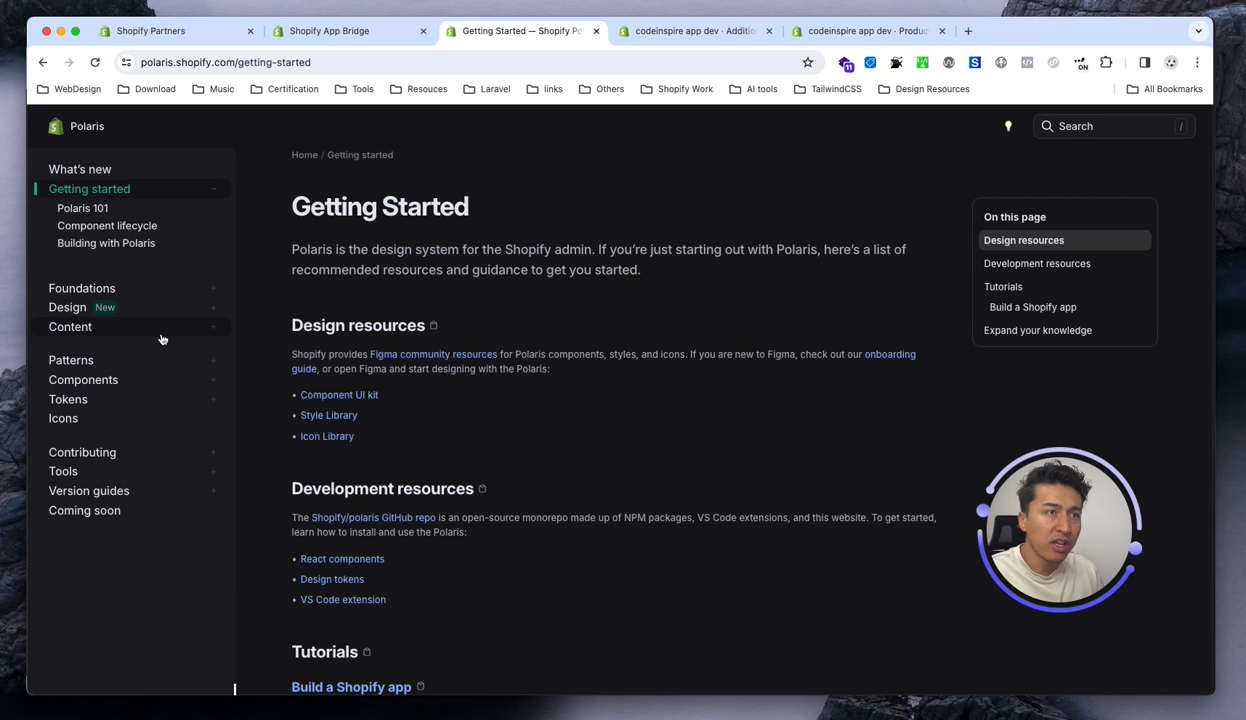 Shopify Partners
Shopify App Bridge
Getting Started — Shopify Po
codeinspire app dev · Additio
codeinspire app dev · Produc
polaris.shopify.com/getting-started
11
S
ON
WebDesign
Download
Music
Certification
Tools
Resouces
Laravel
links
Others
Shopify Work
AI tools
TailwindCSS
Design Resources
All Bookmarks
Polaris
Search
/
What's new
Getting started
Polaris 101
Component lifecycle
Building with Polaris
Foundations
Design New
Content
Patterns
Components
Tokens
Icons
Contributing
Tools
Version guides
Coming soon
Home / Getting started
Getting Started
Polaris is the design system for the Shopify admin. If you're just starting out with Polaris, here's a list of
recommended resources and guidance to get you started.
Design resources
Shopify provides Figma community resources for Polaris components, styles, and icons. If you are new to Figma, check out our onboarding
guide, or open Figma and start designing with the Polaris:
• Component UI kit
• Style Library
• Icon Library
Development resources
The Shopify/polaris GitHub repo is an open-source monorepo made up of NPM packages, VS Code extensions, and this website. To get started,
learn how to install and use the Polaris:
• React components
• Design tokens
• VS Code extension
Tutorials
Build a Shopify app
On this page
Design resources
Development resources
Tutorials
Build a Shopify app
Expand your knowledge